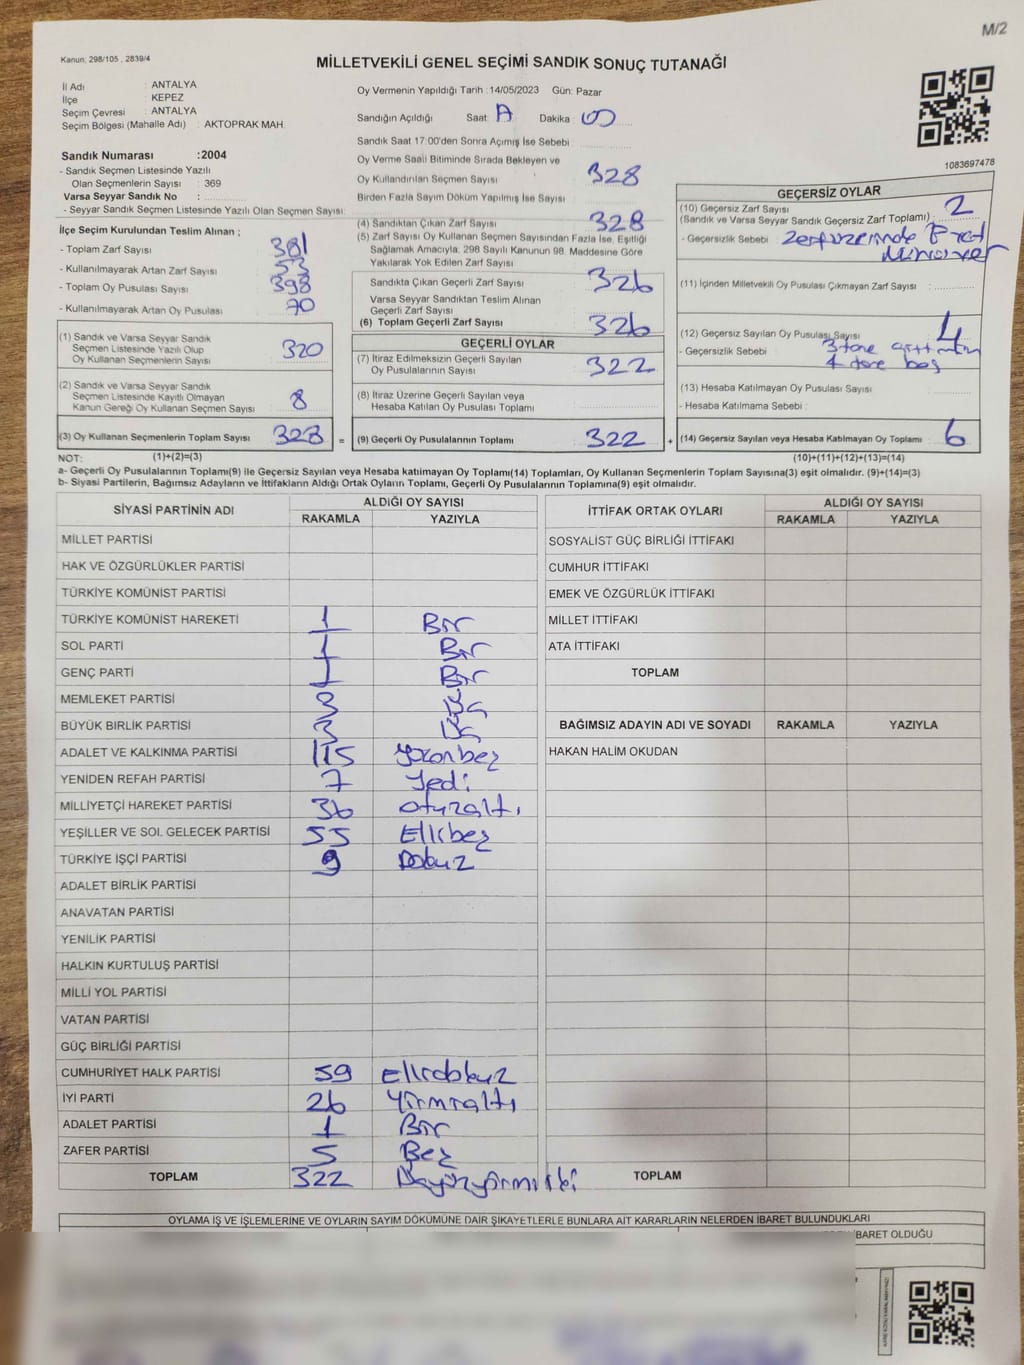 M/2
Kanun: 298/105 , 2839/4
MİLLETVEKİLİ GENEL SEÇİMİ SANDIK SONUÇ TUTANAĞI
İl Adı : ANTALYA
İlçe : KEPEZ
Seçim Çevresi : ANTALYA
Seçim Bölgesi (Mahalle Adı) : AKTOPRAK MAH.
Oy Vermenin Yapıldığı Tarih :14/05/2023 Gün: Pazar
Sandığın Açıldığı Saat Dakika
Sandık Saat 17:00'den Sonra Açılmış İse Sebebi
Sandık Numarası :2004
- Sandık Seçmen Listesinde Yazılı
Olan Seçmenlerin Sayısı : 369
Varsa Seyyar Sandık No :
- Seyyar Sandık Seçmen Listesinde Yazılı Olan Seçmen Sayısı:
Oy Verme Saati Bitiminde Sırada Bekleyen ve
Oy Kullandırılan Seçmen Sayısı 328
Birden Fazla Sayım Döküm Yapılmış İse Sayısı
1083697478
İlçe Seçim Kurulundan Teslim Alınan ;
- Toplam Zarf Sayısı : 381
- Kullanılmayarak Artan Zarf Sayısı : 53
- Toplam Oy Pusulası Sayısı : 398
- Kullanılmayarak Artan Oy Pusulası : 70
(1) Sandık ve Varsa Seyyar Sandık
Seçmen Listesinde Yazılı Olup
Oy Kullanan Seçmenlerin Sayısı 320
(2) Sandık ve Varsa Seyyar Sandık
Seçmen Listesinde Kayıtlı Olmayan
Kanun Gereği Oy Kullanan Seçmen Sayısı 8
(3) Oy Kullanan Seçmenlerin Toplam Sayısı 328 =
(4) Sandıktan Çıkan Zarf Sayısı 328
(5) Zarf Sayısı Oy Kullanan Seçmen Sayısından Fazla İse, Eşitliği
Sağlamak Amacıyla, 298 Sayılı Kanunun 98. Maddesine Göre
Yakılarak Yok Edilen Zarf Sayısı
Sandıkta Çıkan Geçerli Zarf Sayısı 326
Varsa Seyyar Sandıktan Teslim Alınan
Geçerli Zarf Sayısı :
(6) Toplam Geçerli Zarf Sayısı 326
GEÇERLİ OYLAR
(7) İtiraz Edilmeksizin Geçerli Sayılan
Oy Pusulalarının Sayısı 322
(8) İtiraz Üzerine Geçerli Sayılan veya
Hesaba Katılan Oy Pusulası Toplamı
(9) Geçerli Oy Pusulalarının Toplamı 322 +
GEÇERSİZ OYLAR
(10) Geçersiz Zarf Sayısı 2
(Sandık ve Varsa Seyyar Sandık Geçersiz Zarf Toplamı) :
- Geçersizlik Sebebi : Zarf üzerinde
(11) İçinden Milletvekili Oy Pusulası Çıkmayan Zarf Sayısı :
(12) Geçersiz Sayılan Oy Pusulası Sayısı 4
- Geçersizlik Sebebi : 3 tane
4 tane boş
(13) Hesaba Katılmayan Oy Pusulası Sayısı :
- Hesaba Katılmama Sebebi :
(14) Geçersiz Sayılan veya Hesaba Katılmayan Oy Toplamı : 6
NOT: (1)+(2)=(3) (10)+(11)+(12)+(13)=(14)
a- Geçerli Oy Pusulalarının Toplamı(9) ile Geçersiz Sayılan veya Hesaba katılmayan Oy Toplamı(14) Toplamları, Oy Kullanan Seçmenlerin Toplam Sayısına(3) eşit olmalıdır. (9)+(14)=(3)
b- Siyasi Partilerin, Bağımsız Adayların ve İttifakların Aldığı Ortak Oyların Toplamı, Geçerli Oy Pusulalarının Toplamına(9) eşit olmalıdır.
SİYASİ PARTİNİN ADI ALDIĞI OY SAYISI
RAKAMLA YAZIYLA
MİLLET PARTİSİ
HAK VE ÖZGÜRLÜKLER PARTİSİ
TÜRKİYE KOMÜNİST PARTİSİ
TÜRKİYE KOMÜNİST HAREKETİ 1 Bir
SOL PARTİ 1 Bir
GENÇ PARTİ 1 Bir
MEMLEKET PARTİSİ 3 Üç
BÜYÜK BİRLİK PARTİSİ 3 Üç
ADALET VE KALKINMA PARTİSİ 115 Yüzonbeş
YENİDEN REFAH PARTİSİ 7 Yedi
MİLLİYETÇİ HAREKET PARTİSİ 36 otuzaltı
YEŞİLLER VE SOL GELECEK PARTİSİ 55 Ellibeş
TÜRKİYE İŞÇİ PARTİSİ 9 Dokuz
ADALET BİRLİK PARTİSİ
ANAVATAN PARTİSİ
YENİLİK PARTİSİ
HALKIN KURTULUŞ PARTİSİ
MİLLİ YOL PARTİSİ
VATAN PARTİSİ
GÜÇ BİRLİĞİ PARTİSİ
CUMHURİYET HALK PARTİSİ 59 Ellidokuz
İYİ PARTİ 26 Yirmialtı
ADALET PARTİSİ 1 Bir
ZAFER PARTİSİ 5 Beş
TOPLAM 322 Üçyüzyirmiiki
İTTİFAK ORTAK OYLARI ALDIĞI OY SAYISI
RAKAMLA YAZIYLA
SOSYALİST GÜÇ BİRLİĞİ İTTİFAKI
CUMHUR İTTİFAKI
EMEK VE ÖZGÜRLÜK İTTİFAKI
MİLLET İTTİFAKI
ATA İTTİFAKI
TOPLAM
BAĞIMSIZ ADAYIN ADI VE SOYADI RAKAMLA YAZIYLA
HAKAN HALİM OKUDAN
TOPLAM
OYLAMA İŞ VE İŞLEMLERİNE VE OYLARIN SAYIM DÖKÜMÜNE DAİR ŞİKAYETLERLE BUNLARA AİT KARARLARIN NELERDEN İBARET BULUNDUKLARI
BARET OLDUĞU